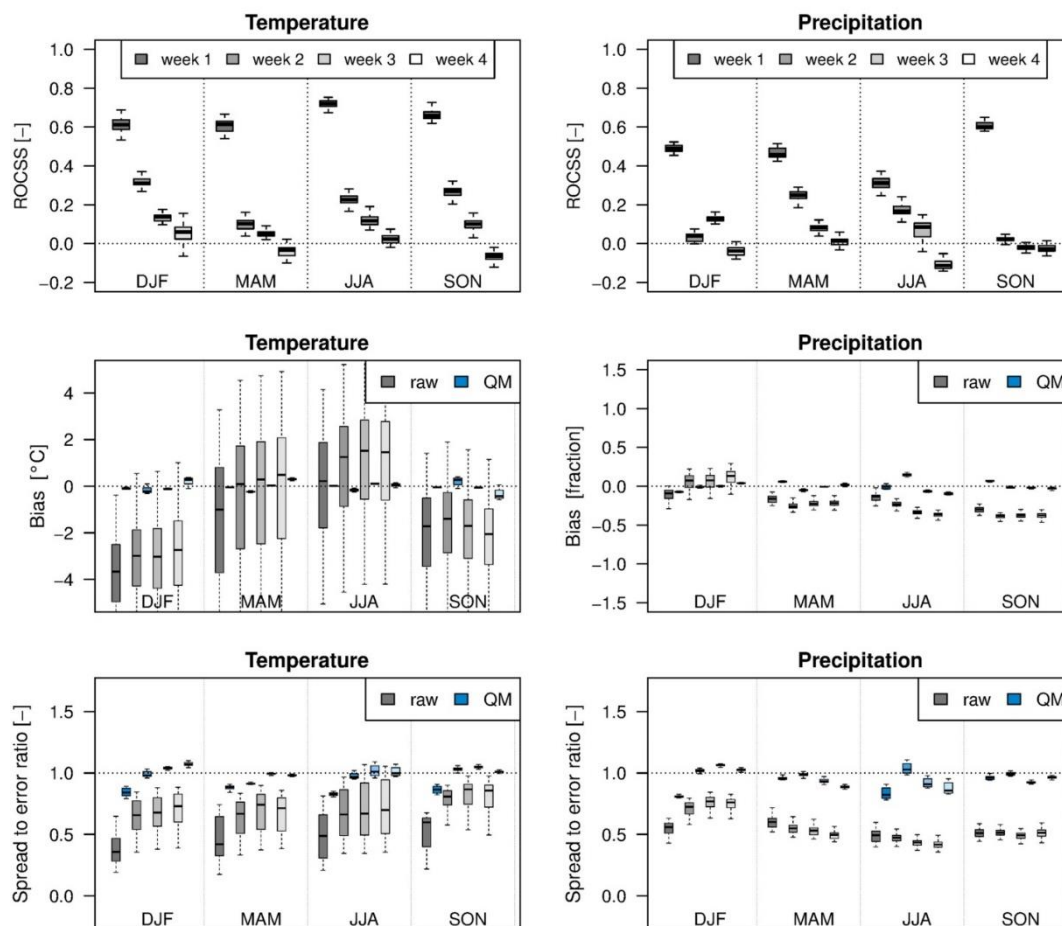 Temperature
week 1 week 2 week 3 week 4
ROCSS [–]
1.0
0.8
0.6
0.4
0.2
0.0
−0.2
DJF MAM JJA SON
Precipitation
week 1 week 2 week 3 week 4
ROCSS [–]
1.0
0.8
0.6
0.4
0.2
0.0
−0.2
DJF MAM JJA SON
Temperature
raw QM
Bias [°C]
4
2
0
−2
−4
DJF MAM JJA SON
Precipitation
raw QM
Bias [fraction]
1.5
1.0
0.5
0.0
−0.5
−1.0
−1.5
DJF MAM JJA SON
Temperature
raw QM
Spread to error ratio [–]
1.5
1.0
0.5
0.0
DJF MAM JJA SON
Precipitation
raw QM
Spread to error ratio [–]
1.5
1.0
0.5
0.0
DJF MAM JJA SON